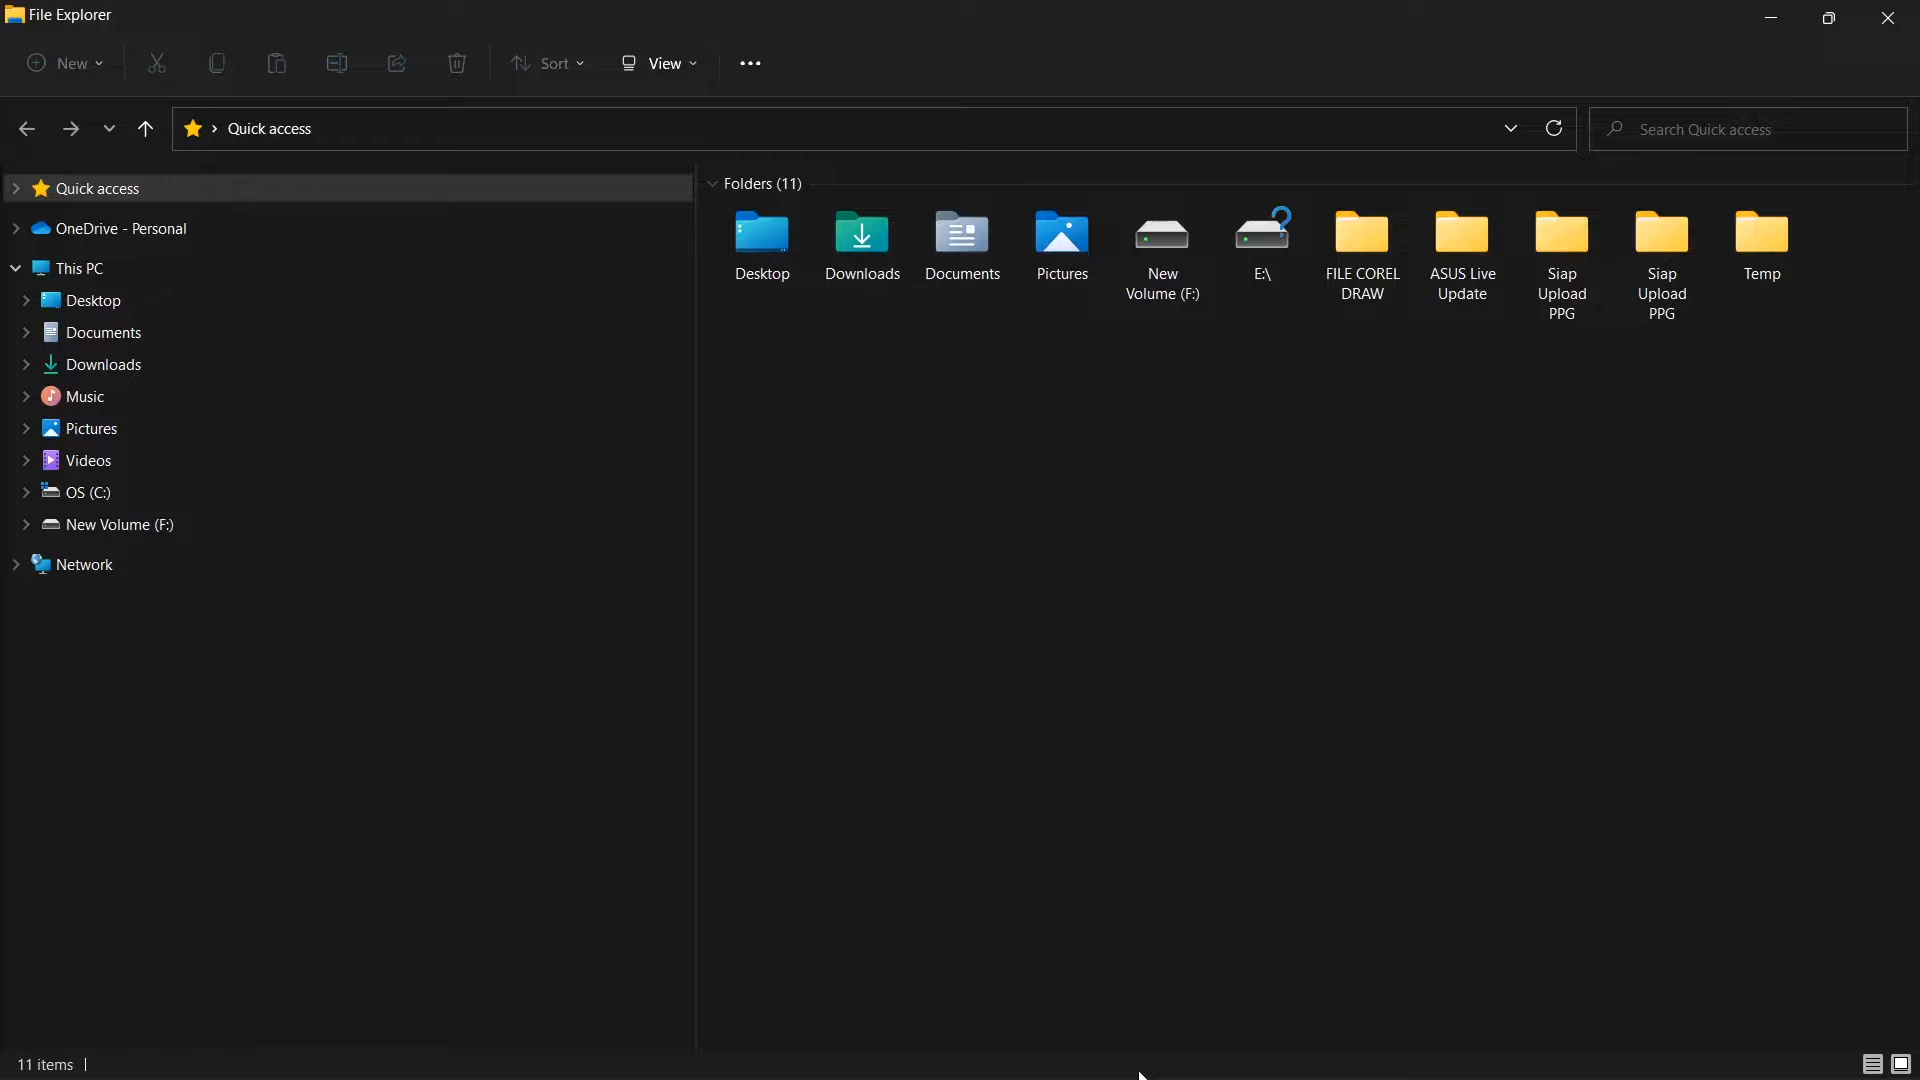 File Explorer
New
Sort
View
Quick access
Search Quick access
Quick access
OneDrive - Personal
This PC
Desktop
Documents
Downloads
Music
Pictures
Videos
OS (C:)
New Volume (F:)
Network
Folders (11)
Desktop
Downloads
Documents
Pictures
New
Volume (F:)
E:\
FILE COREL
DRAW
ASUS Live
Update
Siap
Upload
PPG
Siap
Upload
PPG
Temp
11 items